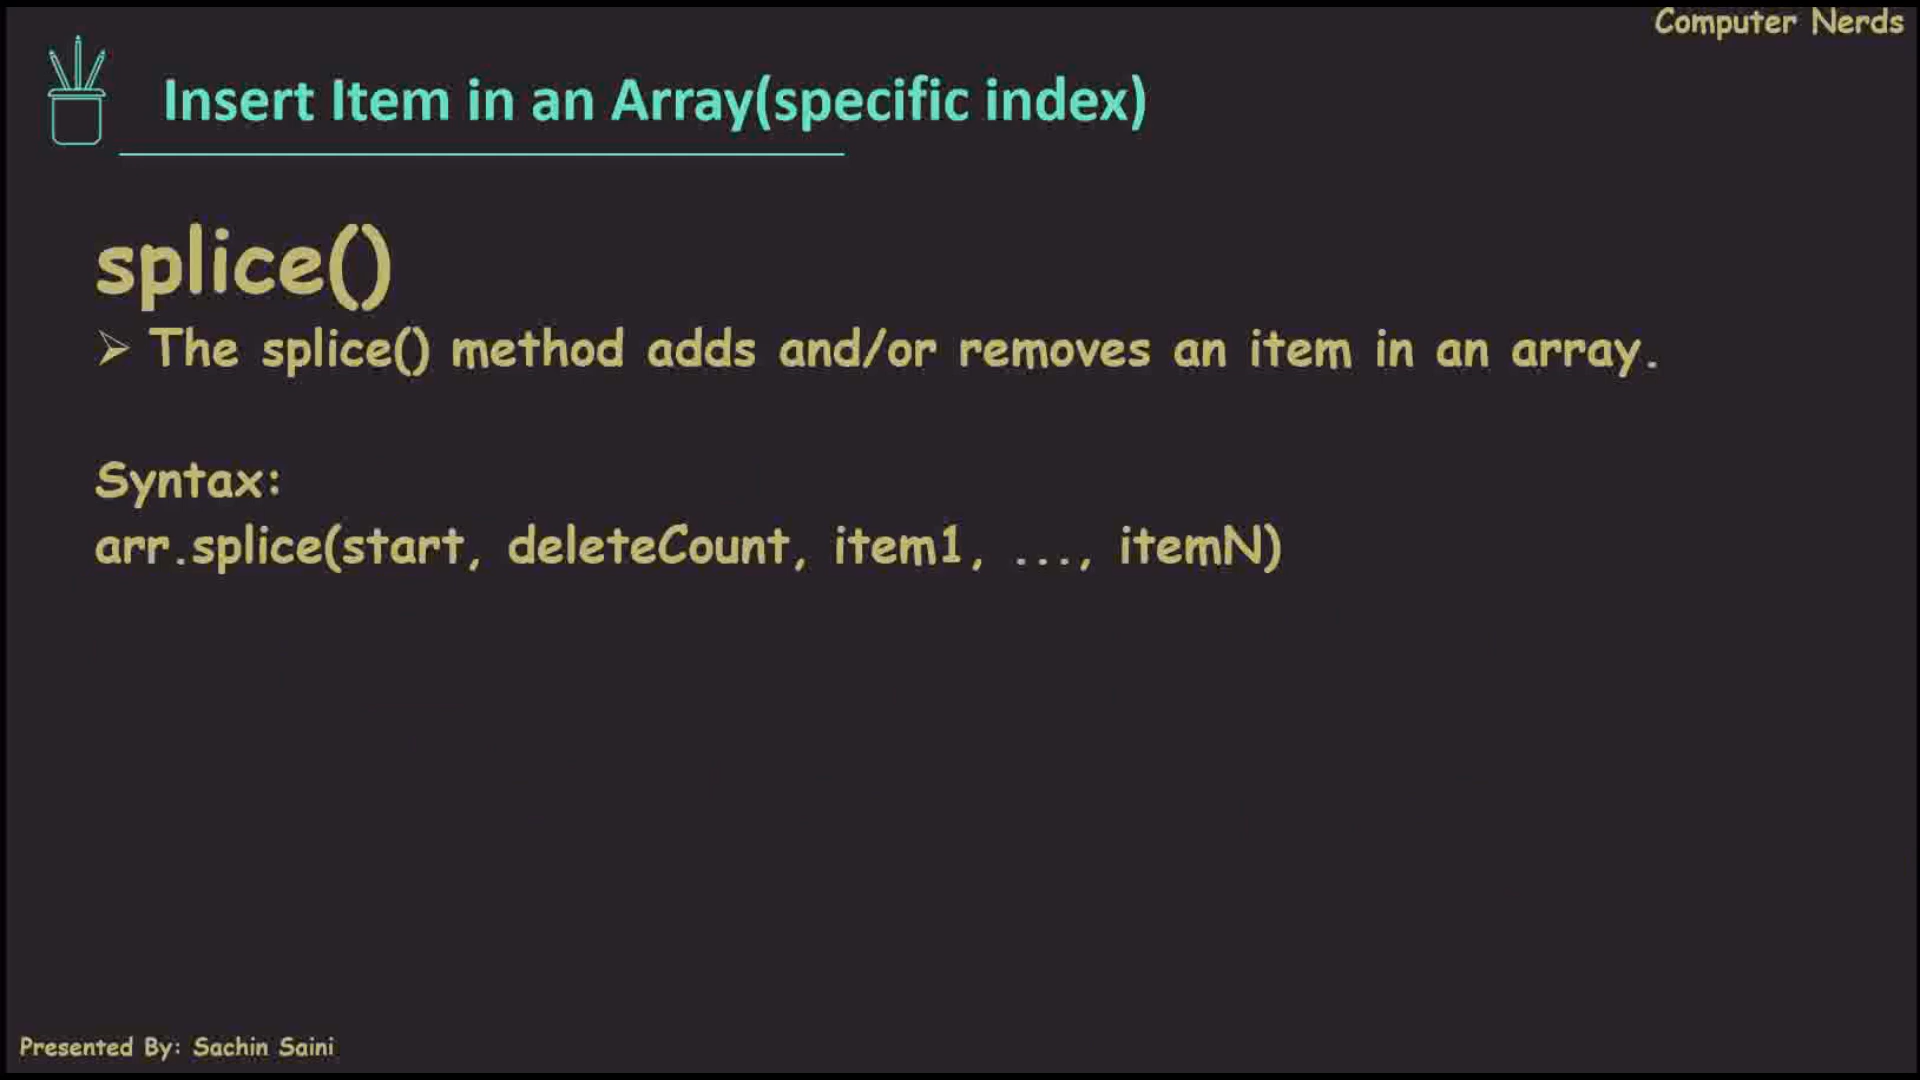 Computer Nerds
Insert Item in an Array(specific index)
splice()
➢ The splice() method adds and/or removes an item in an array.
Syntax:
arr.splice(start, deleteCount, item1, ..., itemN)
Presented By: Sachin Saini